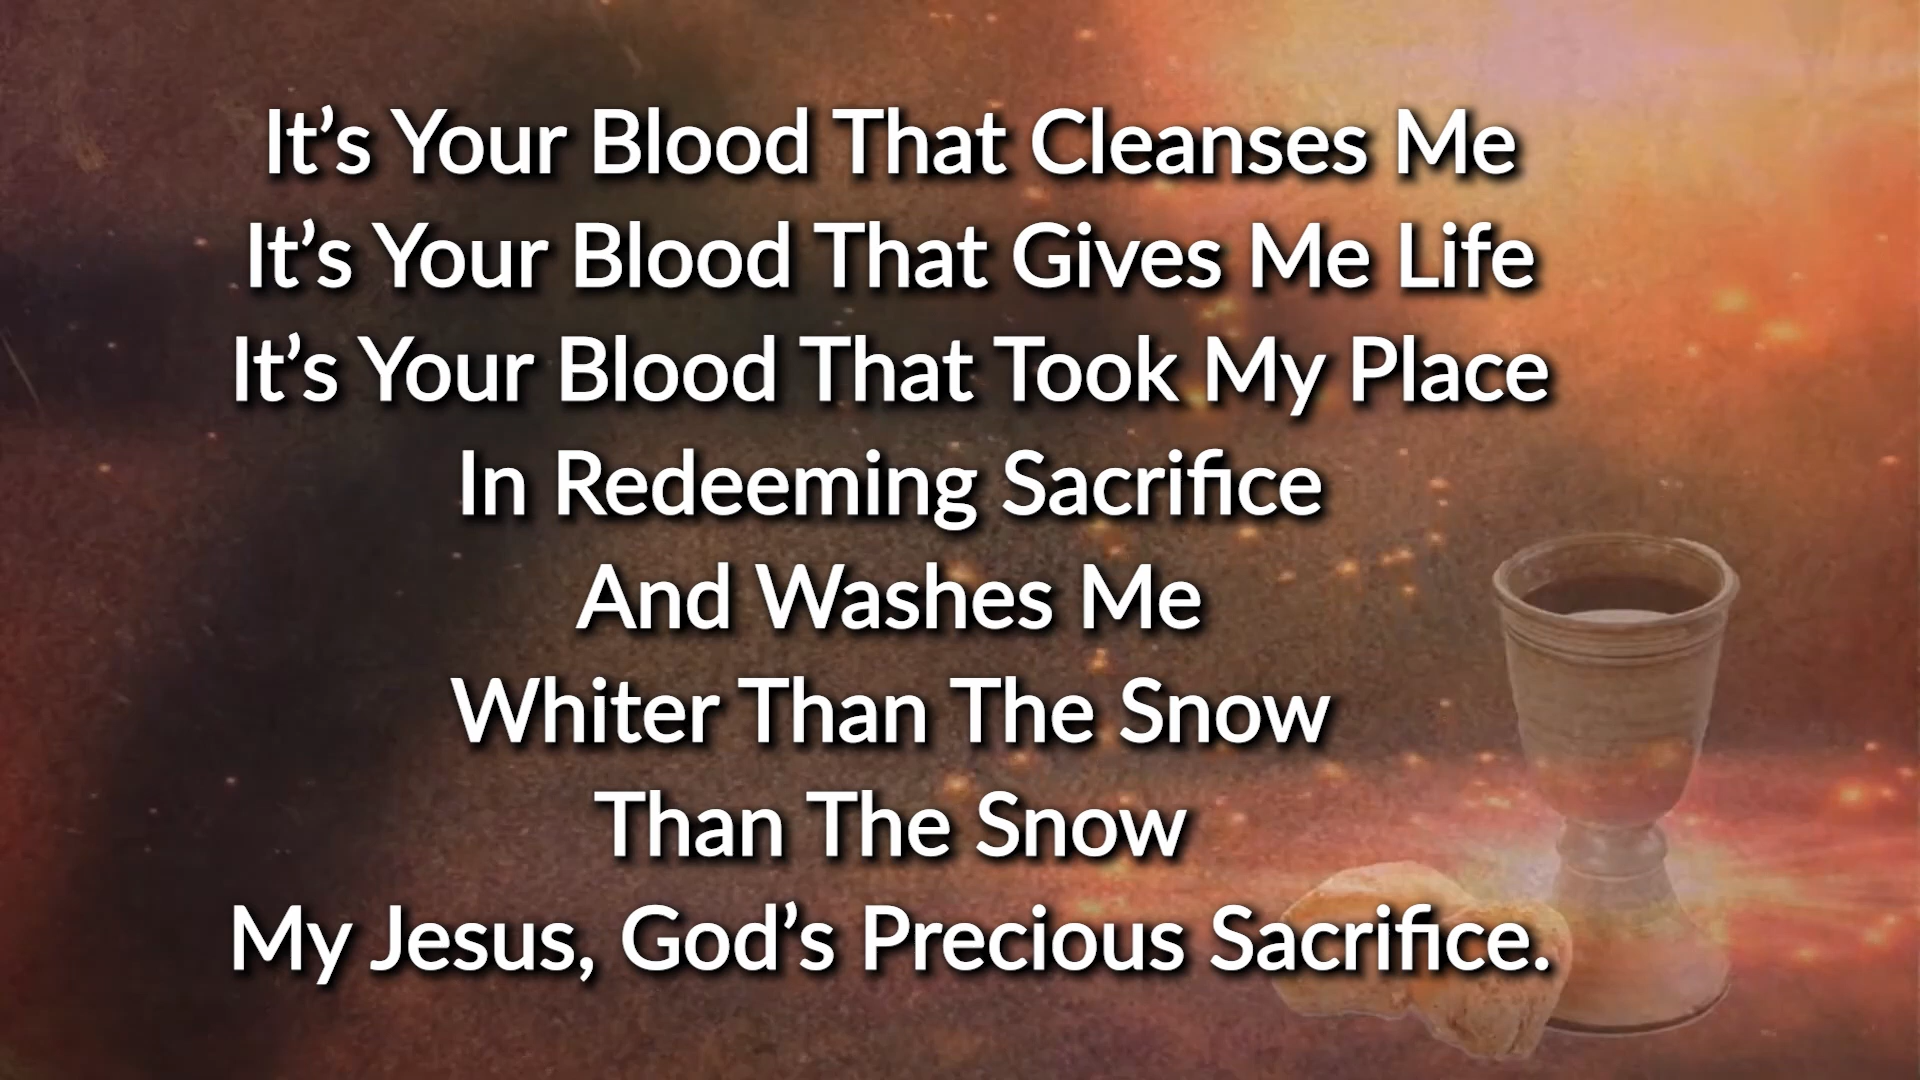 It’s Your Blood That Cleanses Me
It’s Your Blood That Gives Me Life
It’s Your Blood That Took My Place
In Redeeming Sacrifice
And Washes Me
Whiter Than The Snow
Than The Snow
My Jesus, God’s Precious Sacrifice.